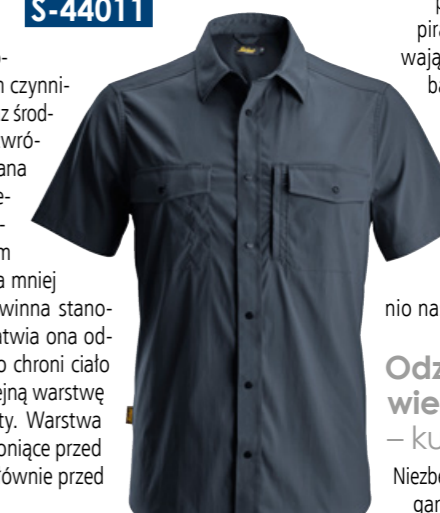 S-44011
czynni-
z środ-
wró-
ana
e-
m
a mniej
winna stano-
atwia ona od-
o chroni ciało
ejną warstwę
ty. Warstwa
oniące przed
ównie przed
pira
wają
ba
nio na
Odz
wie
– ku
Niezb
gar